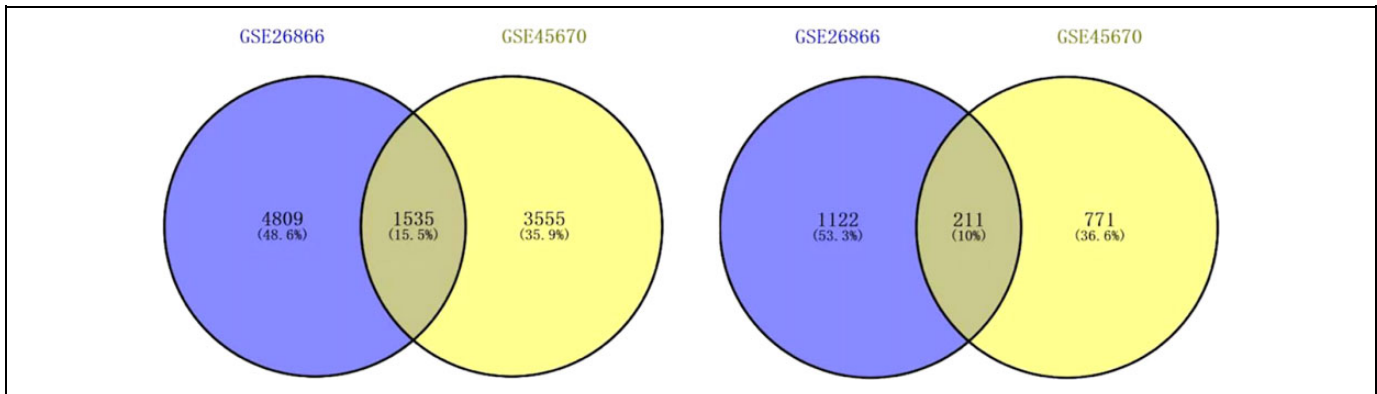 GSE26866 GSE45670 GSE26866 GSE45670
4809 1535 3555 1122 211 771
(48.6%) (15.5%) (35.9%) (53.3%) (10%) (36.6%)